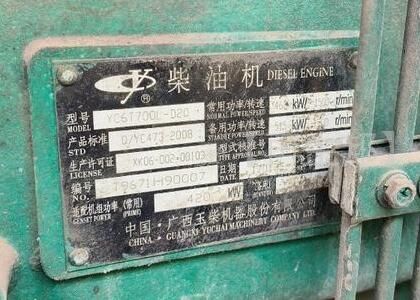 柴油机 DIESEL ENGINE
型号 MODEL YC6T700L-D20 常用功率/转速 NORMAL POWER/SPEED kW/ r/min
产品标准 STD Q/YC473-2008 备用功率/转速 STANDBY POWER/SPEED kW/ r/min
生产许可证 LICENSE XK06-002-00103 型式核准号 TYPE APPROVAL NO.
编号 NO. T9671H90007 日期 DATE
适配机组功率(常用) GENSET POWER (PRIME) 420 kW
中国·广西玉柴机器股份有限公司
CHINA · GUANGXI YUCHAI MACHINERY COMPANY LTD.